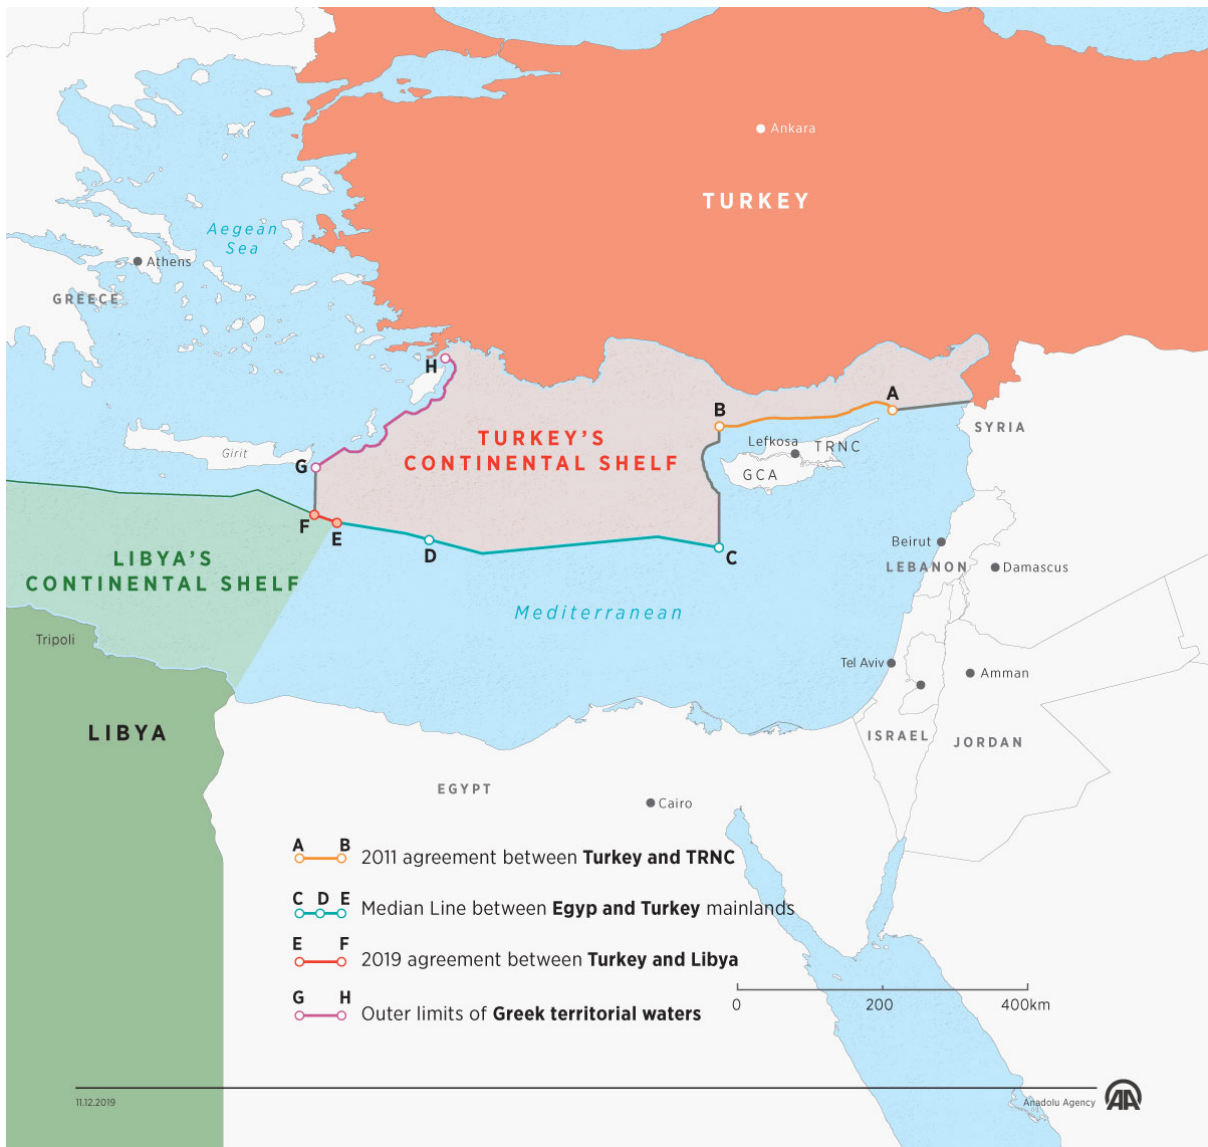 Ankara
TURKEY
Aegean
Sea
Athens
GREECE
H
A
B
TURKEY'S
CONTINENTAL SHELF
SYRIA
Lefkosa
TRNC
GCA
Girit
G
F
E
D
C
LIBYA'S
CONTINENTAL SHELF
Beirut
LEBANON
Damascus
Mediterranean
Tripoli
Tel Aviv
Amman
LIBYA
ISRAEL
JORDAN
EGYPT
Cairo
A B
2011 agreement between Turkey and TRNC
C D E
Median Line between Egyp and Turkey mainlands
E F
2019 agreement between Turkey and Libya
G H
Outer limits of Greek territorial waters
0 200 400km
11.12.2019
Anadolu Agency AA